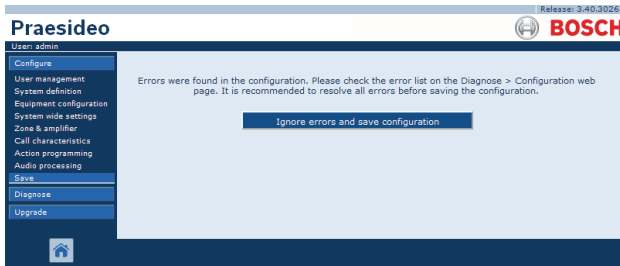 Release: 3.40.3026
Praesideo
BOSCH
User: admin
Configure
User management
System definition
Equipment configuration
System wide settings
Zone & amplifier
Call characteristics
Action programming
Audio processing
Save
Diagnose
Upgrade
Errors were found in the configuration. Please check the error list on the Diagnose > Configuration web
page. It is recommended to resolve all errors before saving the configuration.
Ignore errors and save configuration